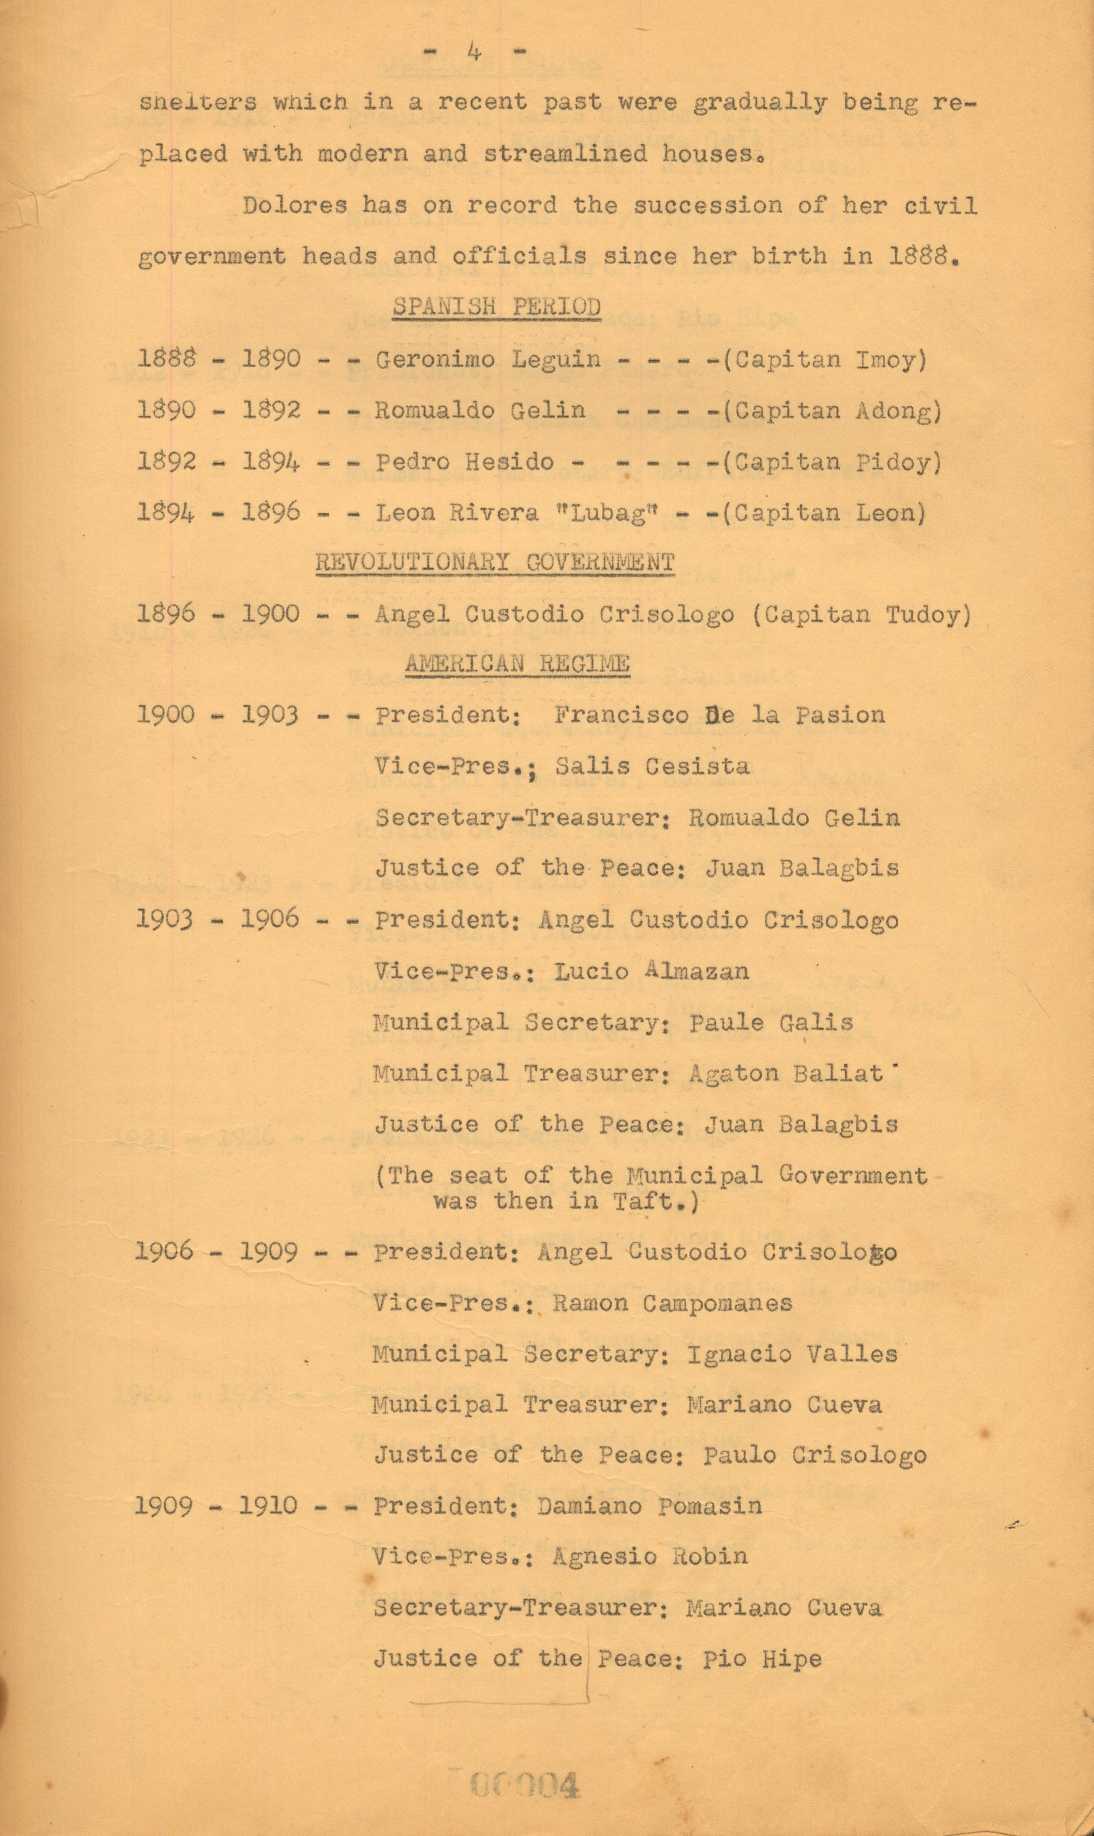 - 4 -
shelters which in a recent past were gradually being re-
placed with modern and streamlined houses.
Dolores has on record the succession of her civil
government heads and officials since her birth in 1888.
SPANISH PERIOD
1888 - 1890 - - Geronimo Leguin - - - -(Capitan Imoy)
1890 - 1892 - - Romualdo Gelin - - - -(Capitan Adong)
1892 - 1894 - - Pedro Hesido - - - - -(Capitan Pidoy)
1894 - 1896 - - Leon Rivera "Lubag" - -(Capitan Leon)
REVOLUTIONARY GOVERNMENT
1896 - 1900 - - Angel Custodio Crisologo (Capitan Tudoy)
AMERICAN REGIME
1900 - 1903 - - President: Francisco De la Pasion
Vice-Pres.; Salis Cesista
Secretary-Treasurer: Romualdo Gelin
Justice of the Peace: Juan Balagbis
1903 - 1906 - - President: Angel Custodio Crisologo
Vice-Pres.: Lucio Almazan
Municipal Secretary: Paule Galis
Municipal Treasurer: Agaton Baliat
Justice of the Peace: Juan Balagbis
(The seat of the Municipal Government
was then in Taft.)
1906 - 1909 - - President: Angel Custodio Crisologo
Vice-Pres.: Ramon Campomanes
Municipal Secretary: Ignacio Valles
Municipal Treasurer: Mariano Cueva
Justice of the Peace: Paulo Crisologo
1909 - 1910 - - President: Damiano Pomasin
Vice-Pres.: Agnesio Robin
Secretary-Treasurer: Mariano Cueva
Justice of the Peace: Pio Hipe
00004